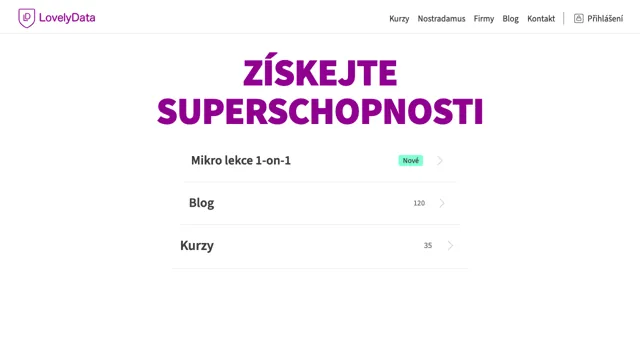 LovelyData
Kurzy Nostradamus Firmy Blog Kontakt Přihlášení
ZÍSKEJTE
SUPERSCHOPNOSTI
Mikro lekce 1-on-1 Nové
Blog 120
Kurzy 35